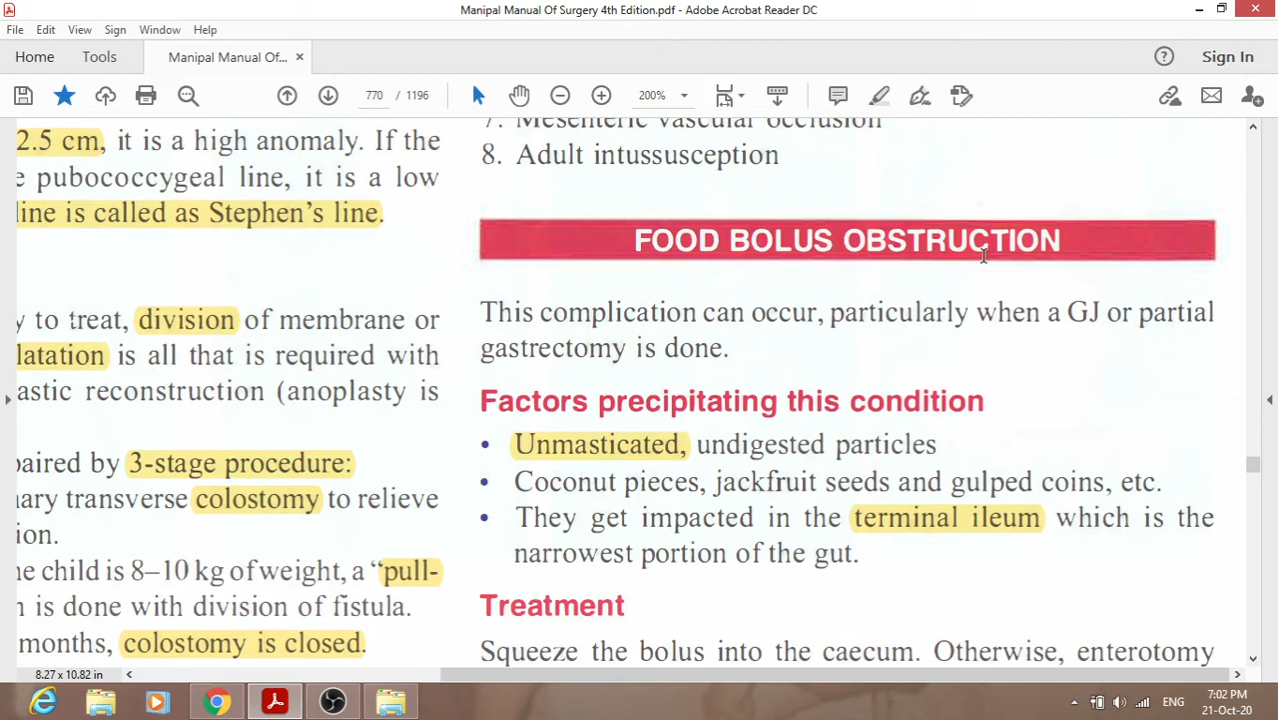 Manipal Manual Of Surgery 4th Edition.pdf - Adobe Acrobat Reader DC
File Edit View Sign Window Help
Home Tools Manipal Manual Of... × Sign In
770 / 1196 200%
2.5 cm, it is a high anomaly. If the
e pubococcygeal line, it is a low
line is called as Stephen's line.
y to treat, division of membrane or
latation is all that is required with
astic reconstruction (anoplasty is
paired by 3-stage procedure:
nary transverse colostomy to relieve
ion.
ne child is 8–10 kg of weight, a “pull-
n is done with division of fistula.
months, colostomy is closed.
7. Mesenteric vascular occlusion
8. Adult intussusception
FOOD BOLUS OBSTRUCTION
This complication can occur, particularly when a GJ or partial
gastrectomy is done.
Factors precipitating this condition
• Unmasticated, undigested particles
• Coconut pieces, jackfruit seeds and gulped coins, etc.
• They get impacted in the terminal ileum which is the
narrowest portion of the gut.
Treatment
Squeeze the bolus into the caecum. Otherwise, enterotomy
8.27 x 10.82 in
ENG
7:02 PM
21-Oct-20